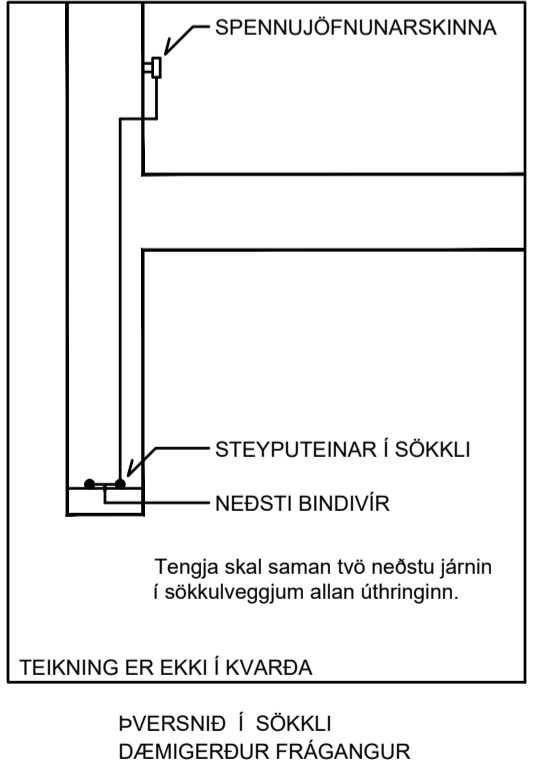 SPENNUJÖFNUNARSKINNA
STEYPUTEINAR Í SÖKKLI
NEÐSTI BINDIVÍR
Tengja skal saman tvö neðstu járnin
í sökkulveggjum allan úthringinn.
TEIKNING ER EKKI Í KVARÐA
ÞVERSNIÐ Í SÖKKLI
DÆMIGERÐUR FRÁGANGUR